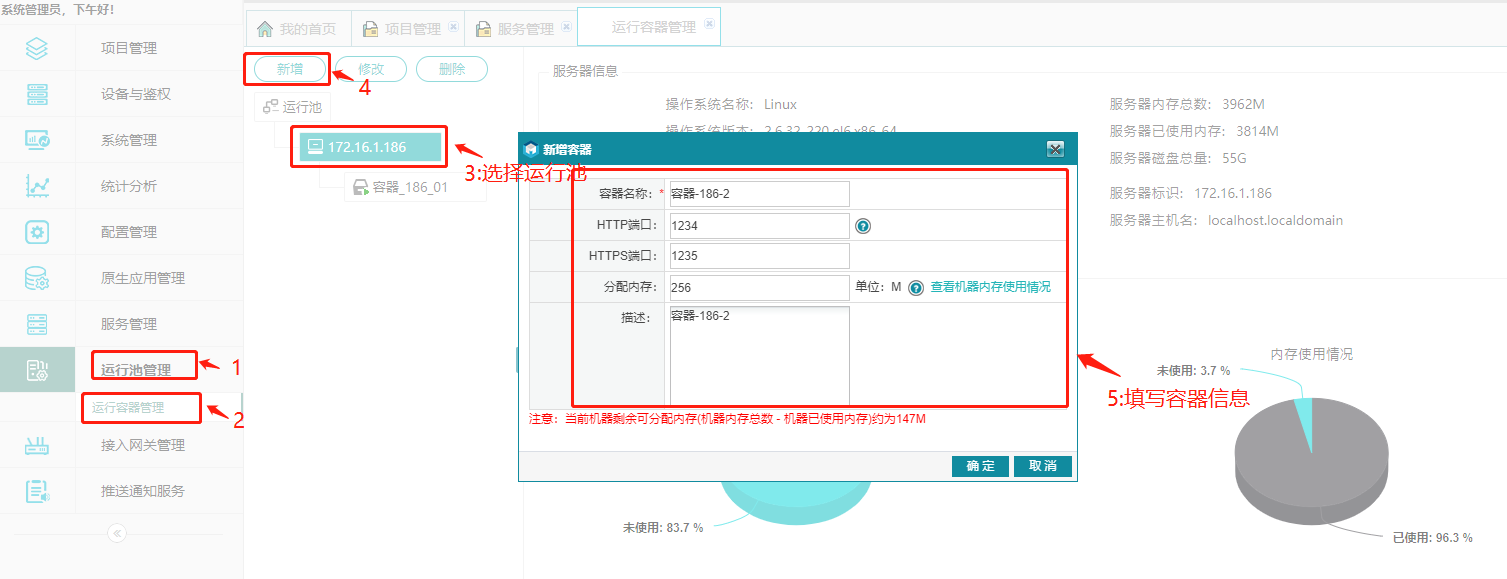 系统管理员，下午好！
项目管理
设备与鉴权
系统管理
统计分析
配置管理
原生应用管理
服务管理
运行池管理
1
运行容器管理
2
接入网关管理
推送通知服务
我的首页
项目管理
服务管理
运行容器管理
新增
修改
删除
4
运行池
172.16.1.186
3:选择运行池
容器_186_01
服务器信息
操作系统名称: Linux
操作系统版本: 2.6.32-220.el6.x86_64
服务器内存总数: 3962M
服务器已使用内存: 3814M
服务器磁盘总量: 55G
服务器标识: 172.16.1.186
服务器主机名: localhost.localdomain
新增容器
容器名称: * 容器-186-2
HTTP端口: 1234
HTTPS端口: 1235
分配内存: 256 单位: M 查看机器内存使用情况
描述: 容器-186-2
注意: 当前机器剩余可分配内存(机器内存总数 - 机器已使用内存)约为147M
确定
取消
5:填写容器信息
未使用: 83.7 %
内存使用情况
未使用: 3.7 %
已使用: 96.3 %